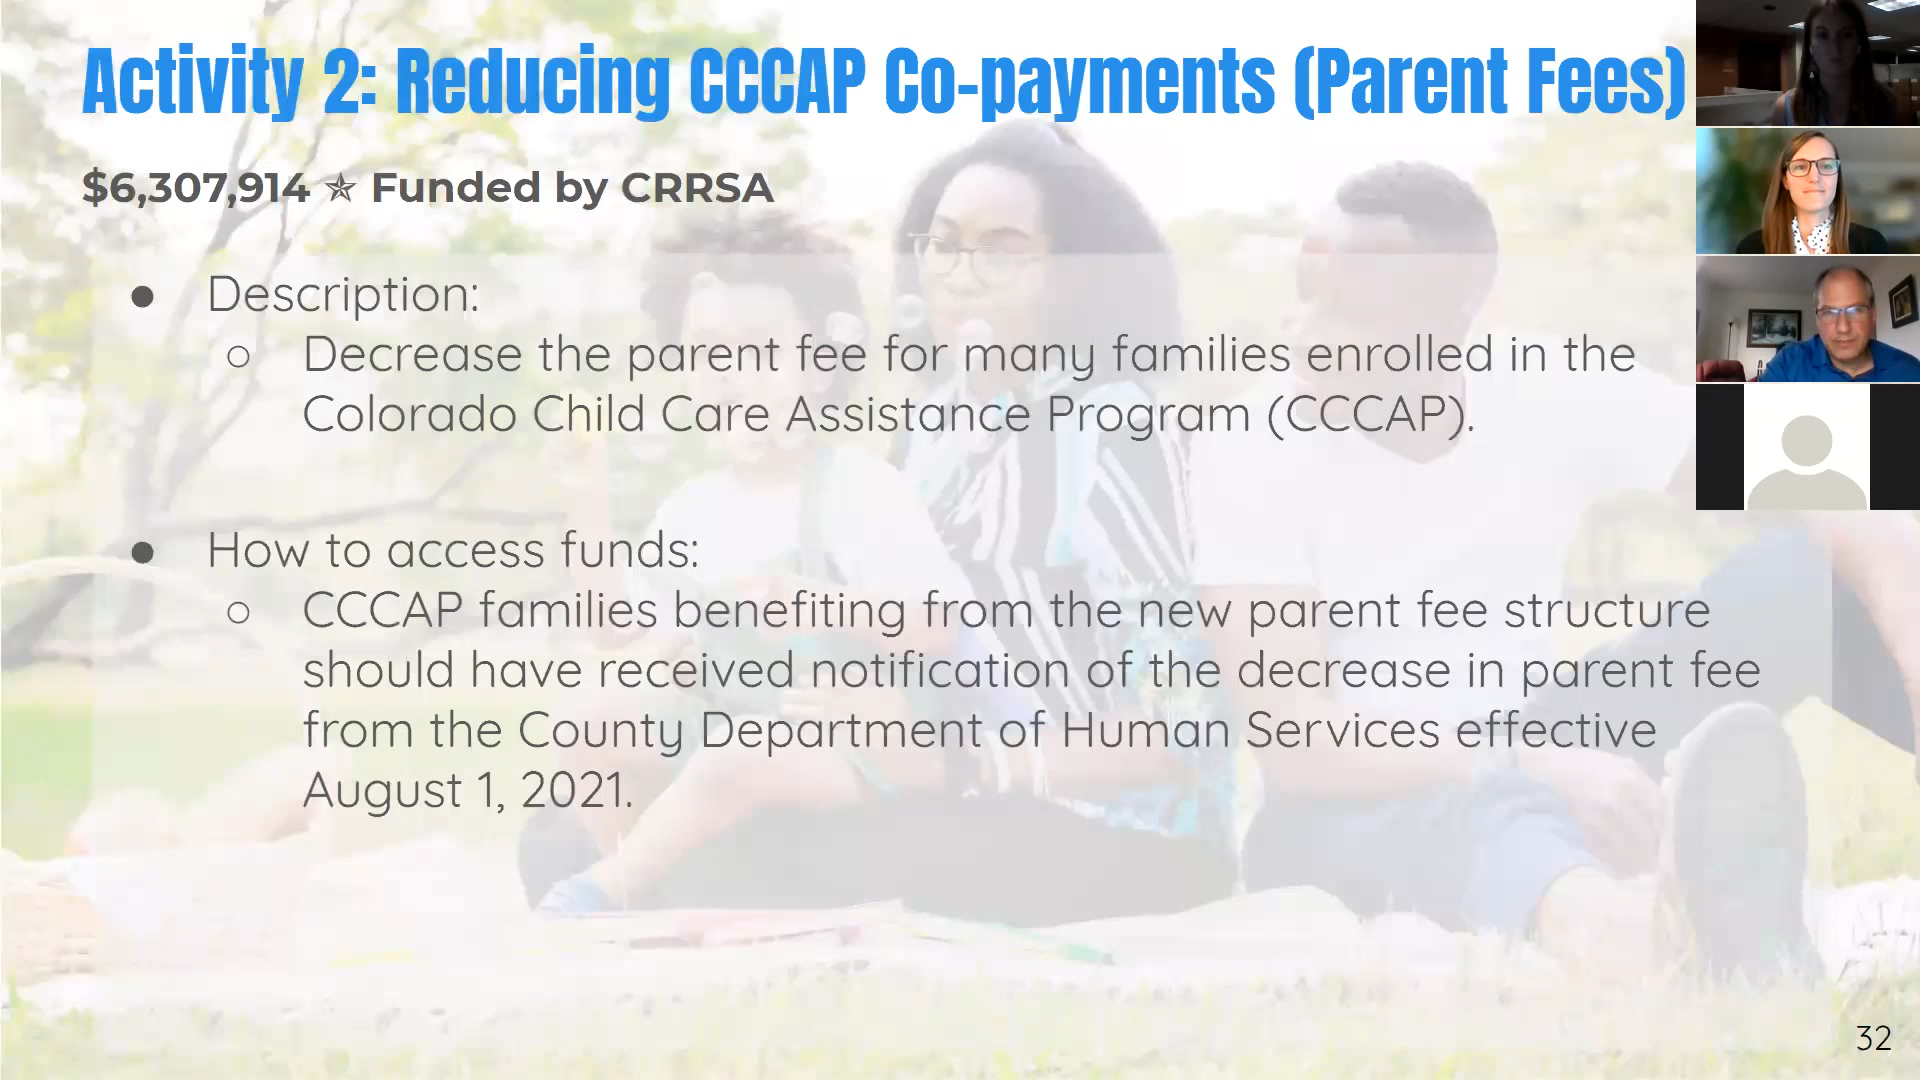 Activity 2: Reducing CCCAP Co-payments (Parent Fees)
$6,307,914 ✯ Funded by CRRSA
● Description:
○ Decrease the parent fee for many families enrolled in the
Colorado Child Care Assistance Program (CCCAP).
● How to access funds:
○ CCCAP families benefiting from the new parent fee structure
should have received notification of the decrease in parent fee
from the County Department of Human Services effective
August 1, 2021.
32